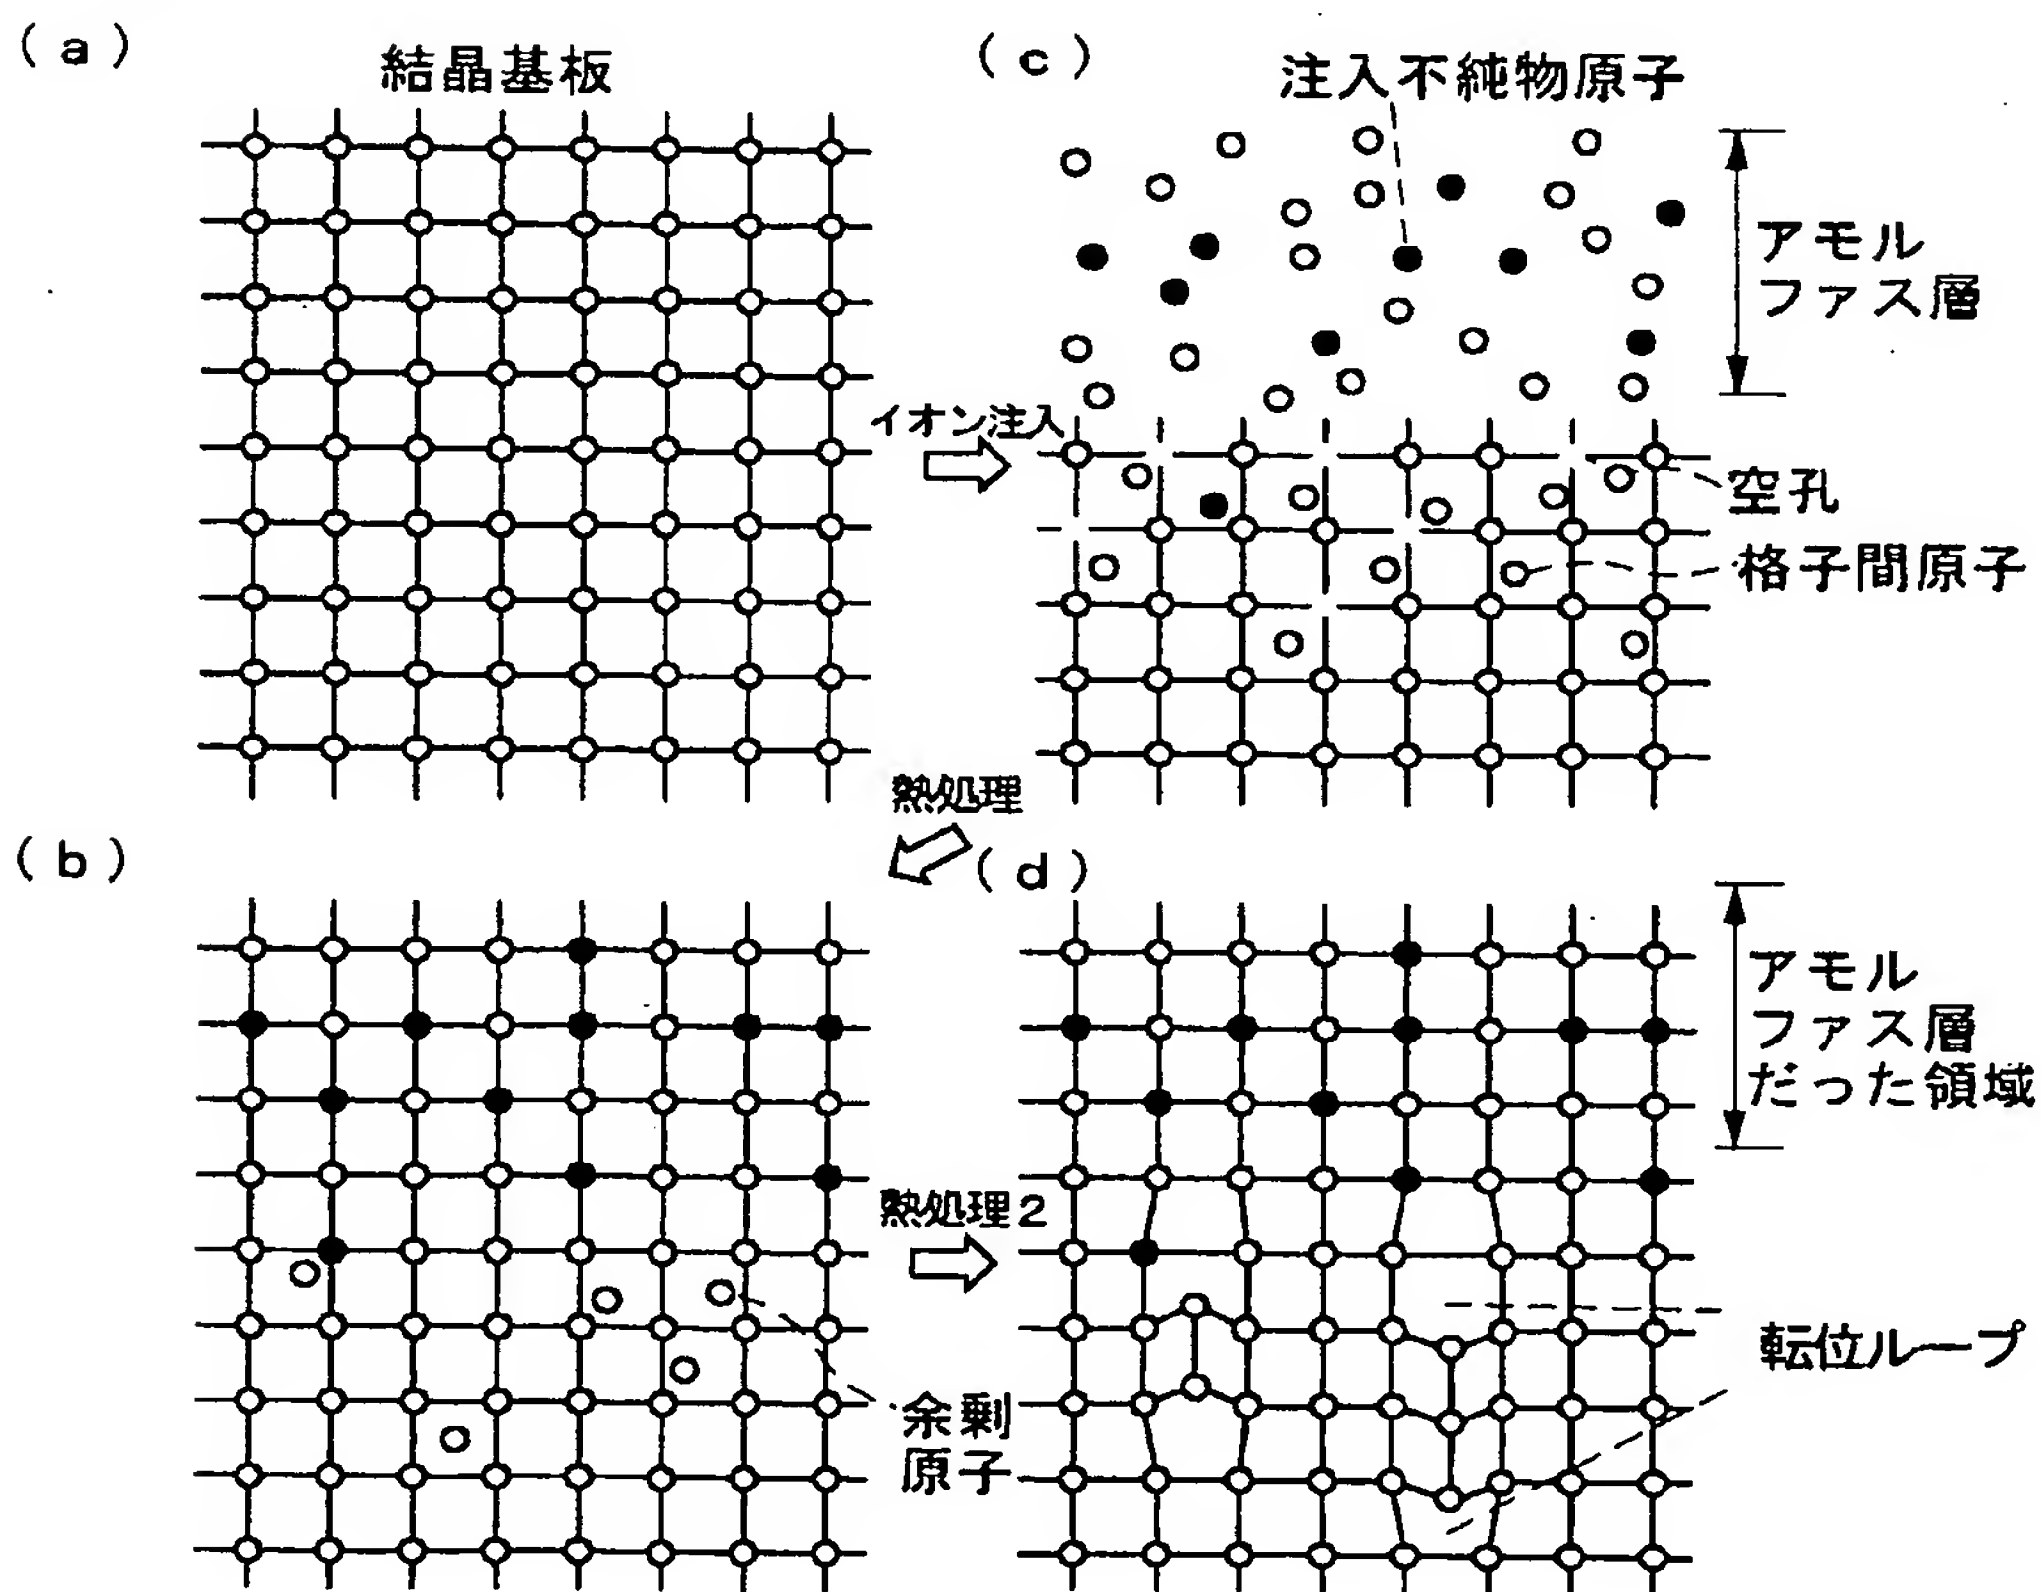 (a)
結晶基板
(c)
注入不純物原子
アモル
ファス層
イオン注入
空孔
格子間原子
熱処理
(b)
(d)
アモル
ファス層
だった領域
熱処理2
転位ループ
余剰
原子